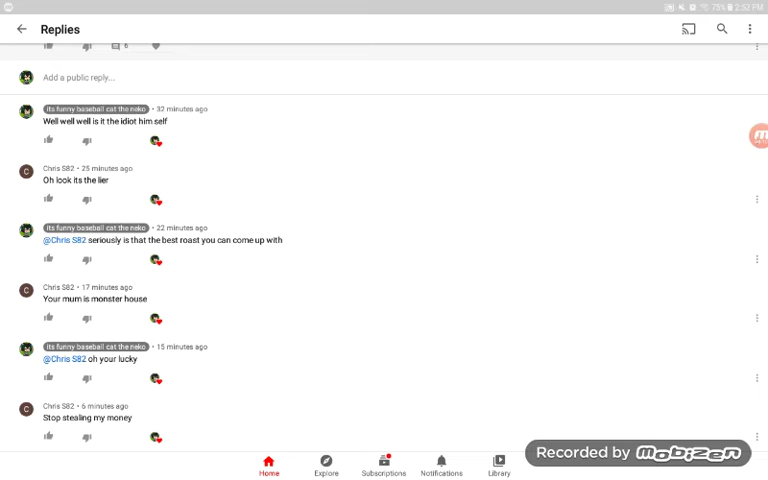 75% 2:52 PM
Replies
6
Add a public reply...
its funny baseball cat the neko • 32 minutes ago
Well well well is it the idiot him self
C
Chris S82 • 25 minutes ago
Oh look its the lier
its funny baseball cat the neko • 22 minutes ago
@Chris S82 seriously is that the best roast you can come up with
C
Chris S82 • 17 minutes ago
Your mum is monster house
its funny baseball cat the neko • 15 minutes ago
@Chris S82 oh your lucky
C
Chris S82 • 6 minutes ago
Stop stealing my money
Home Explore Subscriptions Notifications Library
Recorded by mobizen